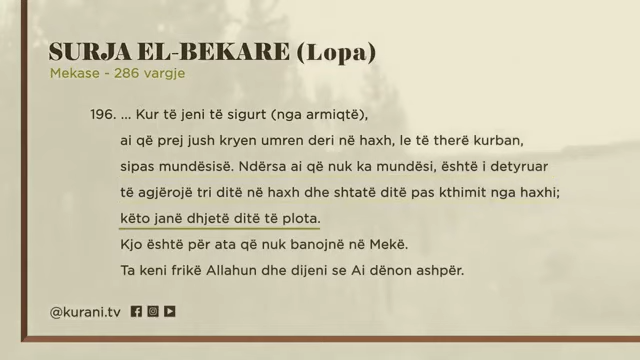 SURJA EL-BEKARE (Lopa)
Mekase - 286 vargje
196. ... Kur të jeni të sigurt (nga armiqtë),
ai që prej jush kryen umren deri në haxh, le të therë kurban,
sipas mundësisë. Ndërsa ai që nuk ka mundësi, është i detyruar
të agjërojë tri ditë në haxh dhe shtatë ditë pas kthimit nga haxhi;
këto janë dhjetë ditë të plota.
Kjo është për ata që nuk banojnë në Mekë.
Ta keni frikë Allahun dhe dijeni se Ai dënon ashpër.
@kurani.tv